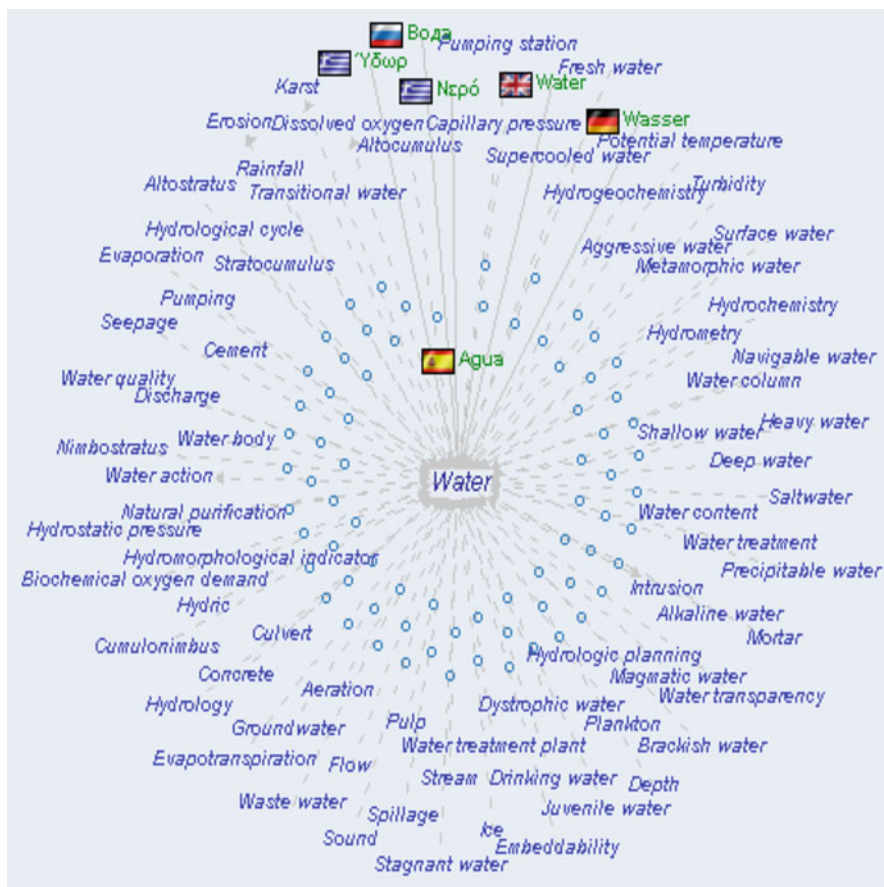 Вода
Pumping station
Ύδωρ
Fresh water
Karst
Νερό
Water
Erosion
Dissolved oxygen
Capillary pressure
Wasser
Altocumulus
Potential temperature
Supercooled water
Rainfall
Altostratus
Transitional water
Hydrogeochemistry
Turbidity
Hydrological cycle
Surface water
Evaporation
Stratocumulus
Aggressive water
Metamorphic water
Pumping
Hydrochemistry
Seepage
Hydrometry
Cement
Agua
Navigable water
Water quality
Water column
Discharge
Nimbostratus
Water body
Shallow water
Heavy water
Water action
Water
Deep water
Saltwater
Natural purification
Water content
Hydrostatic pressure
Water treatment
Hydromorphological indicator
Precipitable water
Biochemical oxygen demand
Intrusion
Hydric
Alkaline water
Culvert
Mortar
Cumulonimbus
Hydrologic planning
Concrete
Magmatic water
Aeration
Water transparency
Hydrology
Dystrophic water
Groundwater
Pulp
Plankton
Water treatment plant
Brackish water
Evapotranspiration
Flow
Stream
Drinking water
Depth
Waste water
Spillage
Juvenile water
Sound
Ice
Embeddability
Stagnant water